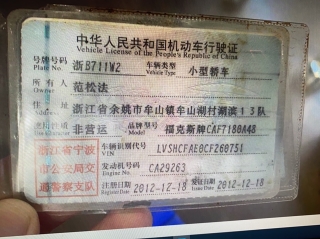 中华人民共和国机动车行驶证
Vehicle License of the People's Republic of China
号牌号码 浙B711W2 车辆类型 小型轿车
Plate No. Vehicle Type
所有人 范松法
Owner
住址 浙江省余姚市牟山镇牟山湖村湖滨13队
Address
使用性质 非营运 品牌型号 福克斯牌CAF7180A48
Model
浙江省宁波 车辆识别代号 LVSHCFAE0CF260751
VIN
市公安局交 发动机号码 CA29263
Engine No.
通警察支队 注册日期 2012-12-18 发证日期 2012-12-18
Register Date Issue Date